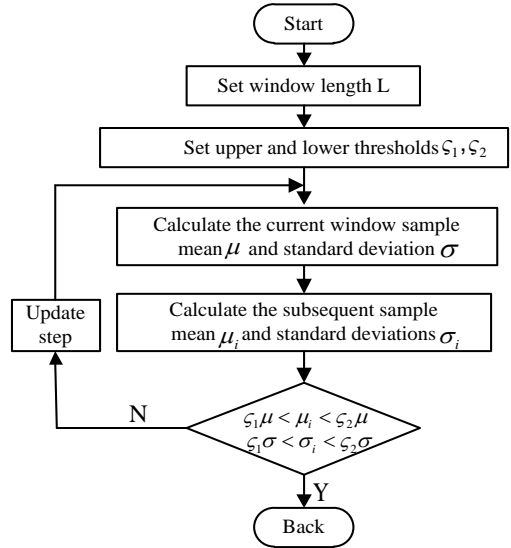 Start
Set window length L
Set upper and lower thresholds ς₁, ς₂
Calculate the current window sample
mean μ and standard deviation σ
Update
step
Calculate the subsequent sample
mean μᵢ and standard deviations σᵢ
N
ς₁μ < μᵢ < ς₂μ
ς₁σ < σᵢ < ς₂σ
Y
Back